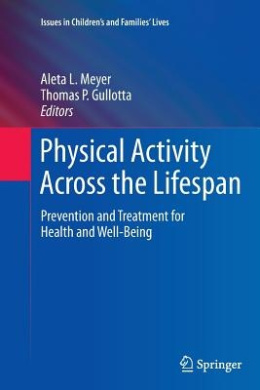 Issues in Children's and Families' Lives
Aleta L. Meyer
Thomas P. Gullotta
Editors
Physical Activity
Across the Lifespan
Prevention and Treatment for
Health and Well-Being
Springer